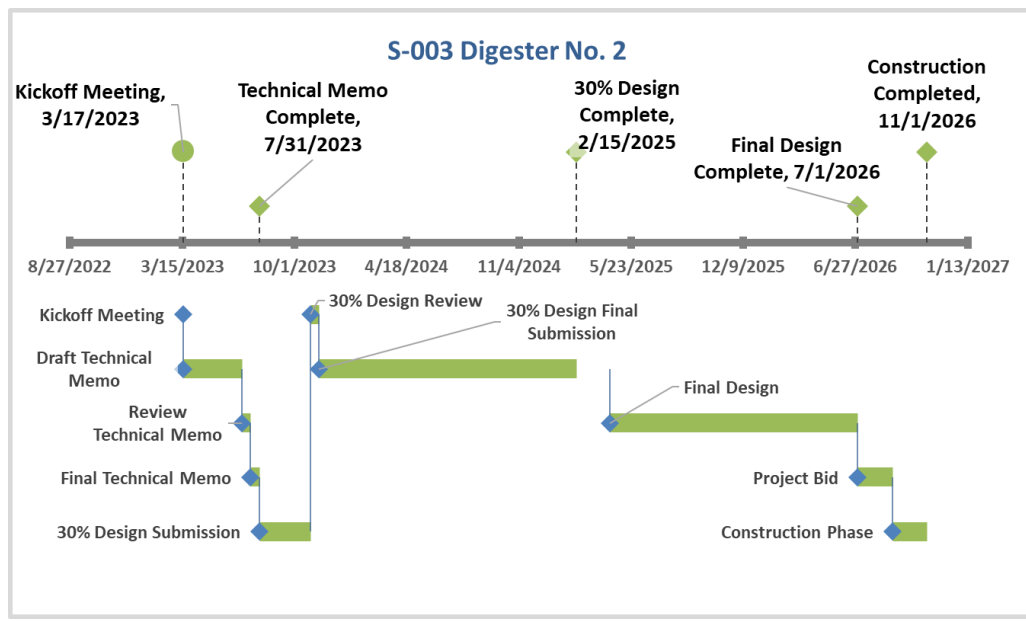 S-003 Digester No. 2
Kickoff Meeting,
3/17/2023
Technical Memo
Complete,
7/31/2023
30% Design
Complete,
2/15/2025
Final Design
Complete, 7/1/2026
Construction
Completed,
11/1/2026
8/27/2022
3/15/2023
10/1/2023
4/18/2024
11/4/2024
5/23/2025
12/9/2025
6/27/2026
1/13/2027
Kickoff Meeting
30% Design Review
30% Design Final
Submission
Draft Technical
Memo
Final Design
Review
Technical Memo
Final Technical Memo
Project Bid
30% Design Submission
Construction Phase